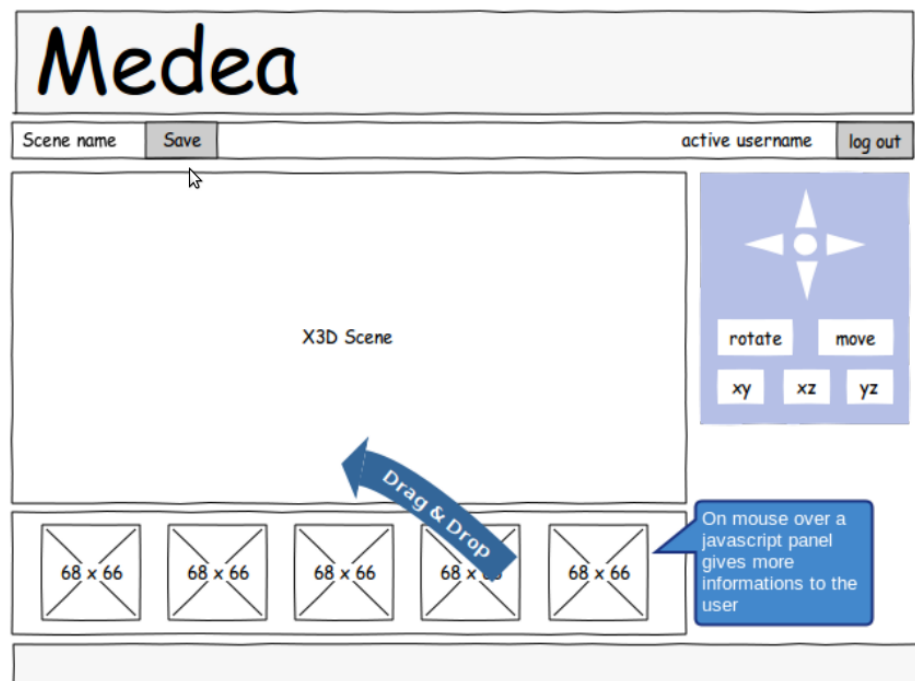 Medea
Scene name Save active username log out
X3D Scene
rotate move
xy xz yz
Drag & Drop
68 x 66 68 x 66 68 x 66 68 x 68 x 66
On mouse over a
javascript panel
gives more
informations to the
user